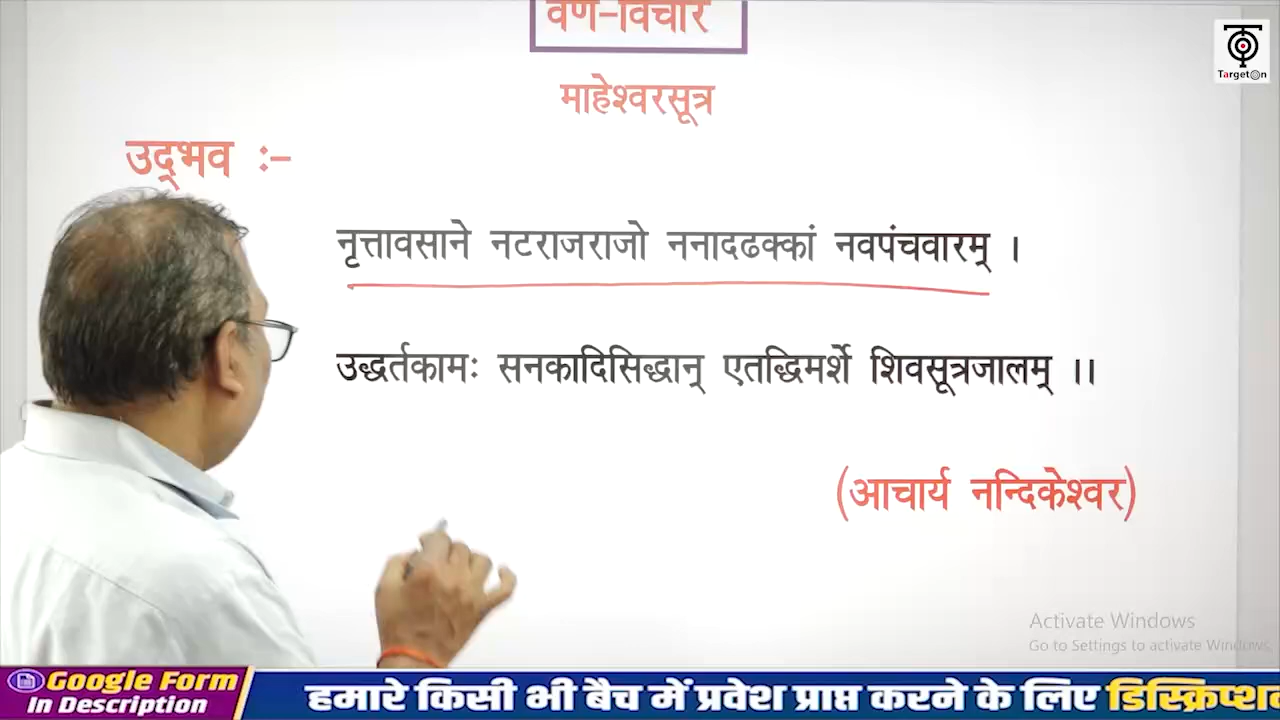 वर्ण-विचार
TargetOn
माहेश्वरसूत्र
उद्भव :-
नृत्तावसाने नटराजराजो ननादढक्कां नवपंचवारम् ।
उद्धर्तकामः सनकादिसिद्धान् एतद्धिमर्शे शिवसूत्रजालम् ।।
(आचार्य नन्दिकेश्वर)
Activate Windows
Go to Settings to activate Windows.
Google Form
In Description
हमारे किसी भी बैच में प्रवेश प्राप्त करने के लिए